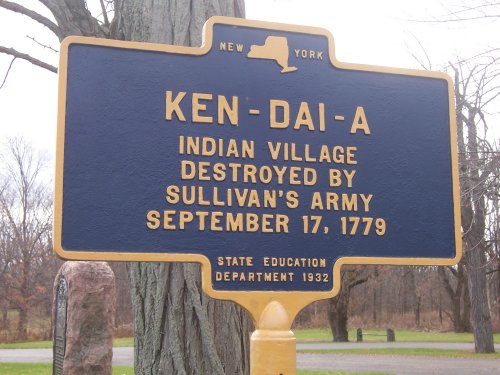 NEW YORK
KEN-DAI-A
INDIAN VILLAGE
DESTROYED BY
SULLIVAN'S ARMY
SEPTEMBER 17, 1779
STATE EDUCATION
DEPARTMENT 1932